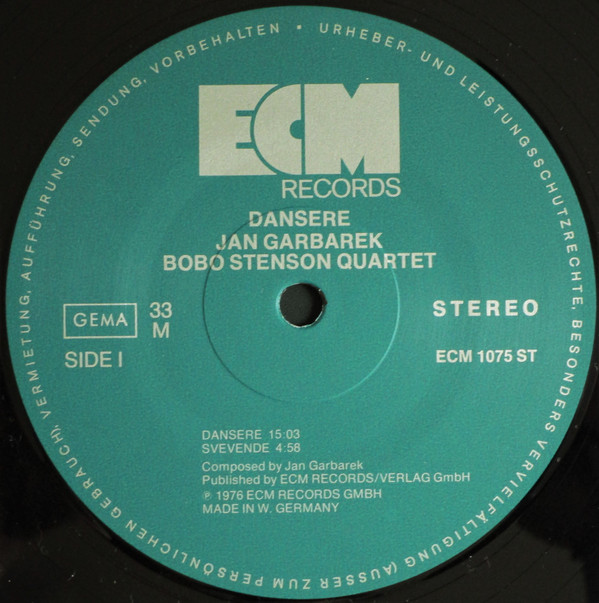 URHEBER- UND LEISTUNGSSCHUTZRECHTE, BESONDERS VERVIELFÄLTIGUNG (AUSSER ZUM PERSÖNLICHEN GEBRAUCH), VERMIETUNG, AUFFÜHRUNG, SENDUNG, VORBEHALTEN •
ECM
RECORDS
DANSERE
JAN GARBAREK
BOBO STENSON QUARTET
GEMA
33
M
STEREO
SIDE I
ECM 1075 ST
DANSERE 15:03
SVEVENDE 4:58
Composed by Jan Garbarek
Published by ECM RECORDS/VERLAG GmbH
℗ 1976 ECM RECORDS GMBH
MADE IN W. GERMANY